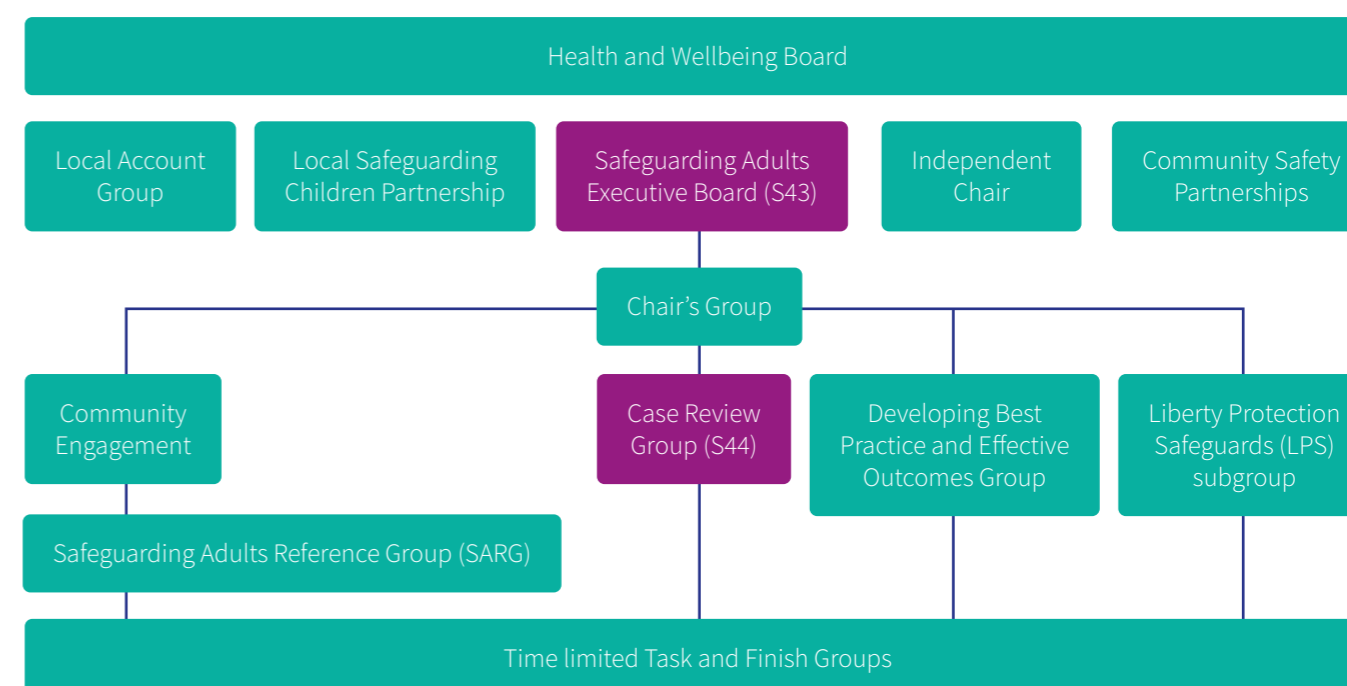 Health and Wellbeing Board
Local Account
Group
Local Safeguarding
Children Partnership
Safeguarding Adults
Executive Board (S43)
Independent
Chair
Community Safety
Partnerships
Chair’s Group
Community
Engagement
Case Review
Group (S44)
Developing Best
Practice and Effective
Outcomes Group
Liberty Protection
Safeguards (LPS)
subgroup
Safeguarding Adults Reference Group (SARG)
Time limited Task and Finish Groups